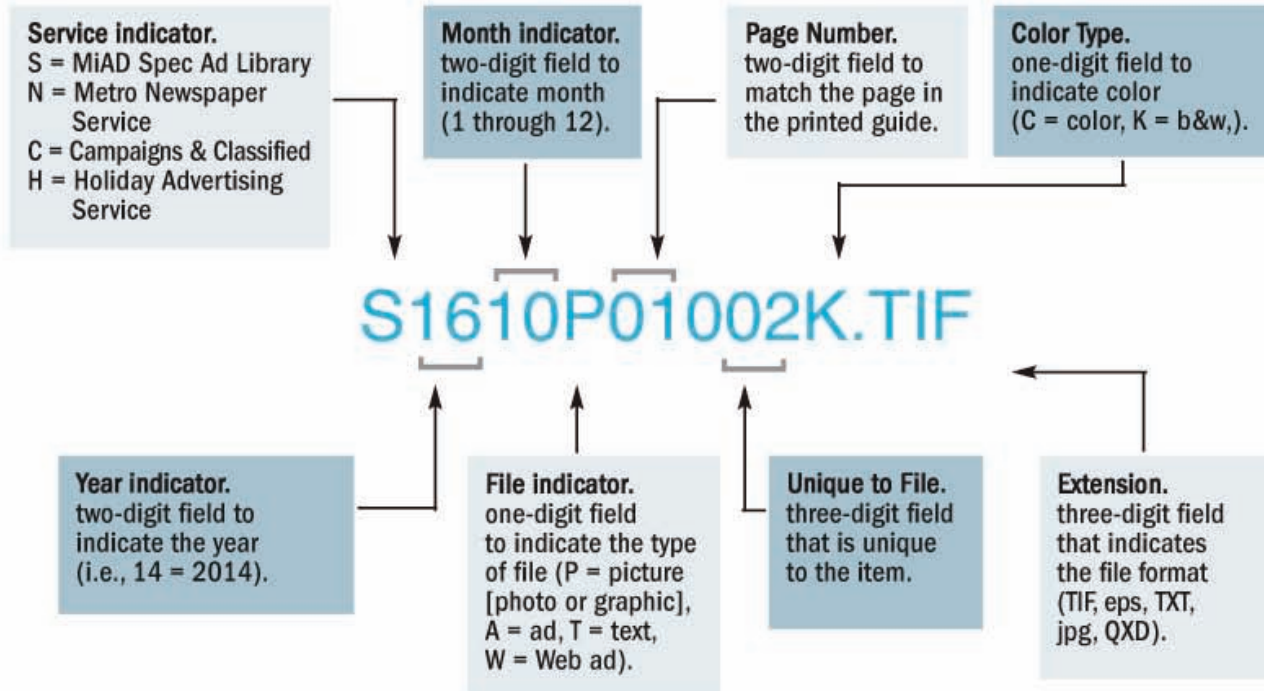 Service indicator.
S = MiAD Spec Ad Library
N = Metro Newspaper
Service
C = Campaigns & Classified
H = Holiday Advertising
Service
Month indicator.
two-digit field to
indicate month
(1 through 12).
Page Number.
two-digit field to
match the page in
the printed guide.
Color Type.
one-digit field to
indicate color
(C = color, K = b&w,).
S1610P01002K.TIF
Year indicator.
two-digit field to
indicate the year
(i.e., 14 = 2014).
File indicator.
one-digit field
to indicate the type
of file (P = picture
[photo or graphic],
A = ad, T = text,
W = Web ad).
Unique to File.
three-digit field
that is unique
to the item.
Extension.
three-digit field
that indicates
the file format
(TIF, eps, TXT,
jpg, QXD).